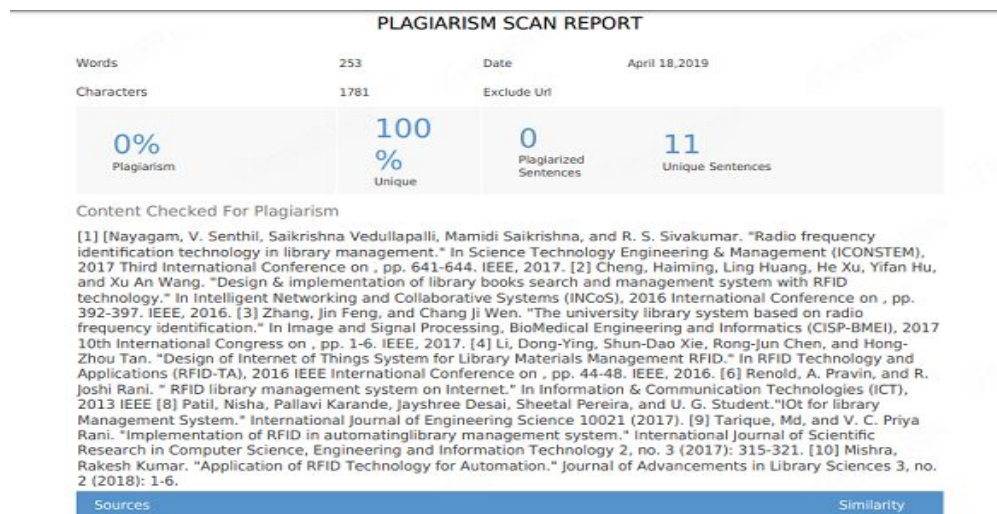 PLAGIARISM SCAN REPORT
Words 253 Date April 18,2019
Characters 1781 Exclude Url
0% Plagiarism
100 % Unique
0 Plagiarized Sentences
11 Unique Sentences
Content Checked For Plagiarism
[1] [Nayagam, V. Senthil, Saikrishna Vedullapalli, Mamidi Saikrishna, and R. S. Sivakumar. "Radio frequency
identification technology in library management." In Science Technology Engineering & Management (ICONSTEM),
2017 Third International Conference on , pp. 641-644. IEEE, 2017. [2] Cheng, Haiming, Ling Huang, He Xu, Yifan Hu,
and Xu An Wang. "Design & implementation of library books search and management system with RFID
technology." In Intelligent Networking and Collaborative Systems (INCoS), 2016 International Conference on , pp.
392-397. IEEE, 2016. [3] Zhang, Jin Feng, and Chang Ji Wen. "The university library system based on radio
frequency identification." In Image and Signal Processing, BioMedical Engineering and Informatics (CISP-BMEI), 2017
10th International Congress on , pp. 1-6. IEEE, 2017. [4] Li, Dong-Ying, Shun-Dao Xie, Rong-Jun Chen, and Hong-
Zhou Tan. "Design of Internet of Things System for Library Materials Management RFID." In RFID Technology and
Applications (RFID-TA), 2016 IEEE International Conference on , pp. 44-48. IEEE, 2016. [6] Renold, A. Pravin, and R.
Joshi Rani. " RFID library management system on Internet." In Information & Communication Technologies (ICT),
2013 IEEE [8] Patil, Nisha, Pallavi Karande, Jayshree Desai, Sheetal Pereira, and U. G. Student."IOt for library
Management System." International Journal of Engineering Science 10021 (2017). [9] Tarique, Md, and V. C. Priya
Rani. "Implementation of RFID in automatinglibrary management system." International Journal of Scientific
Research in Computer Science, Engineering and Information Technology 2, no. 3 (2017): 315-321. [10] Mishra,
Rakesh Kumar. "Application of RFID Technology for Automation." Journal of Advancements in Library Sciences 3, no.
2 (2018): 1-6.
Sources Similarity